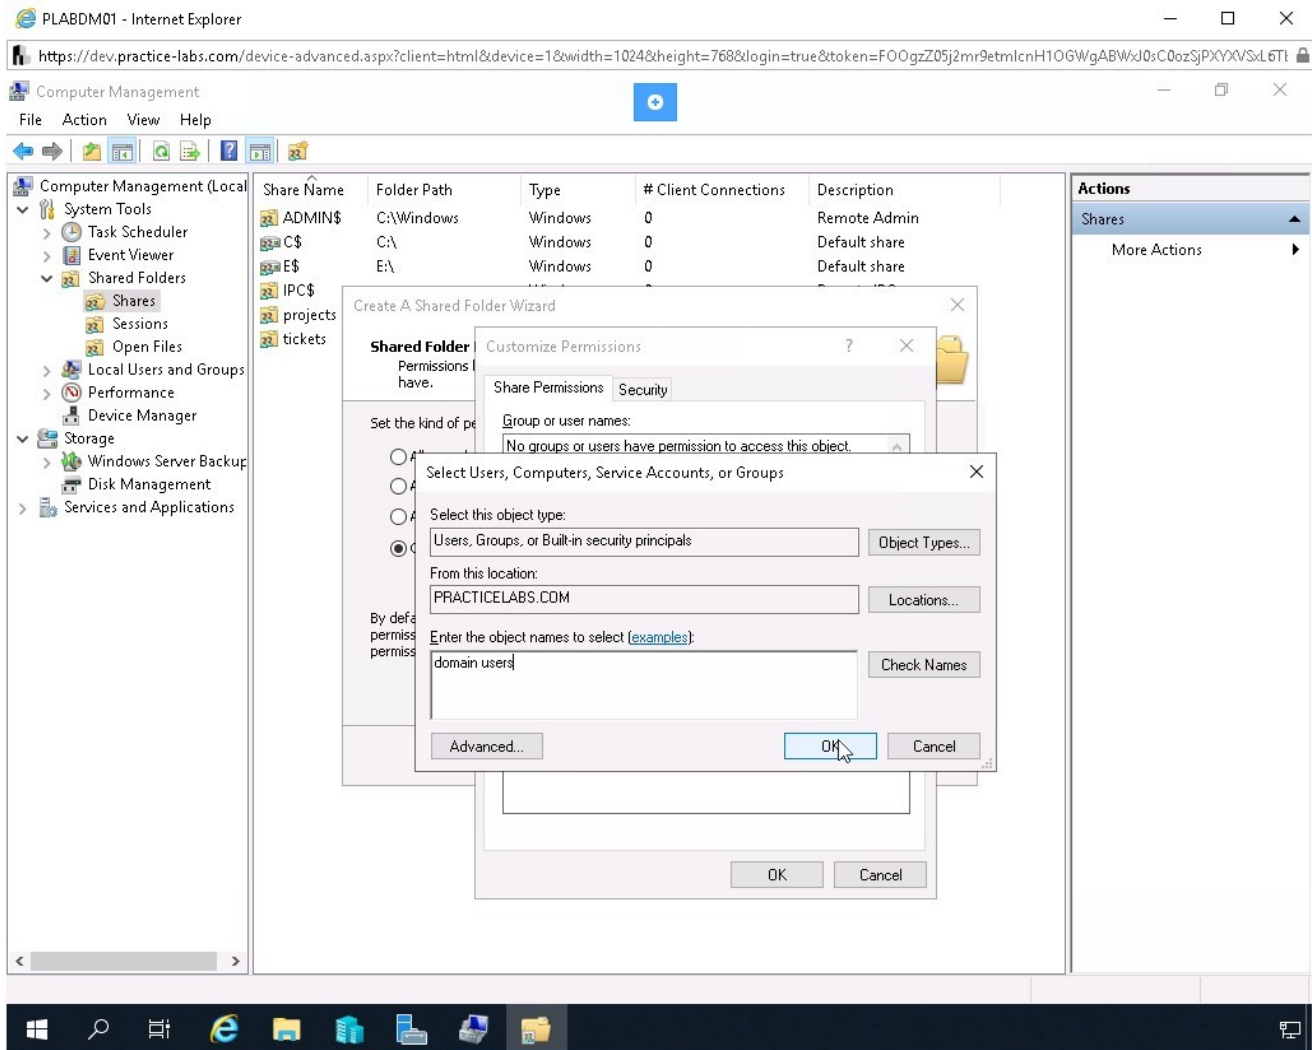 PLABDM01 - Internet Explorer
https://dev.practice-labs.com/device-advanced.aspx?client=html&device=1&width=1024&height=768&login=true&token=
Computer Management
File Action View Help
Computer Management (Local
System Tools
Task Scheduler
Event Viewer
Shared Folders
Shares
Sessions
Open Files
Local Users and Groups
Performance
Device Manager
Storage
Windows Server Backup
Disk Management
Services and Applications
Share Name Folder Path Type # Client Connections Description
ADMIN$ C:\Windows Windows 0 Remote Admin
C$ C:\ Windows 0 Default share
E$ E:\ Windows 0 Default share
IPC$
projects
tickets
Actions
Shares
More Actions
Create A Shared Folder Wizard
Shared Folder
Permissions
have.
Set the kind of pe
By defa
permiss
permiss
Customize Permissions ?
Share Permissions Security
Group or user names:
No groups or users have permission to access this object.
Select Users, Computers, Service Accounts, or Groups
Select this object type:
Users, Groups, or Built-in security principals Object Types...
From this location:
PRACTICELABS.COM Locations...
Enter the object names to select (examples):
domain users Check Names
Advanced... OK Cancel
OK Cancel